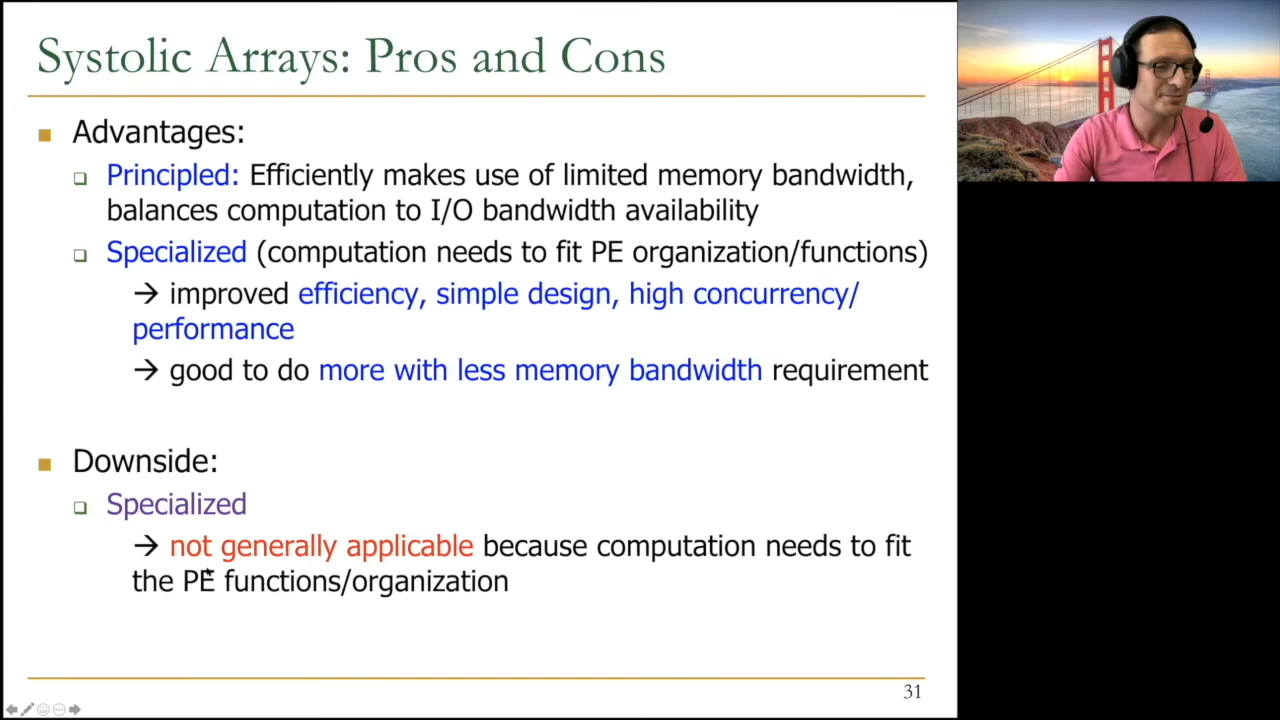 Systolic Arrays: Pros and Cons
Advantages:
Principled: Efficiently makes use of limited memory bandwidth,
balances computation to I/O bandwidth availability
Specialized (computation needs to fit PE organization/functions)
→ improved efficiency, simple design, high concurrency/
performance
→ good to do more with less memory bandwidth requirement
Downside:
Specialized
→ not generally applicable because computation needs to fit
the PE functions/organization
31